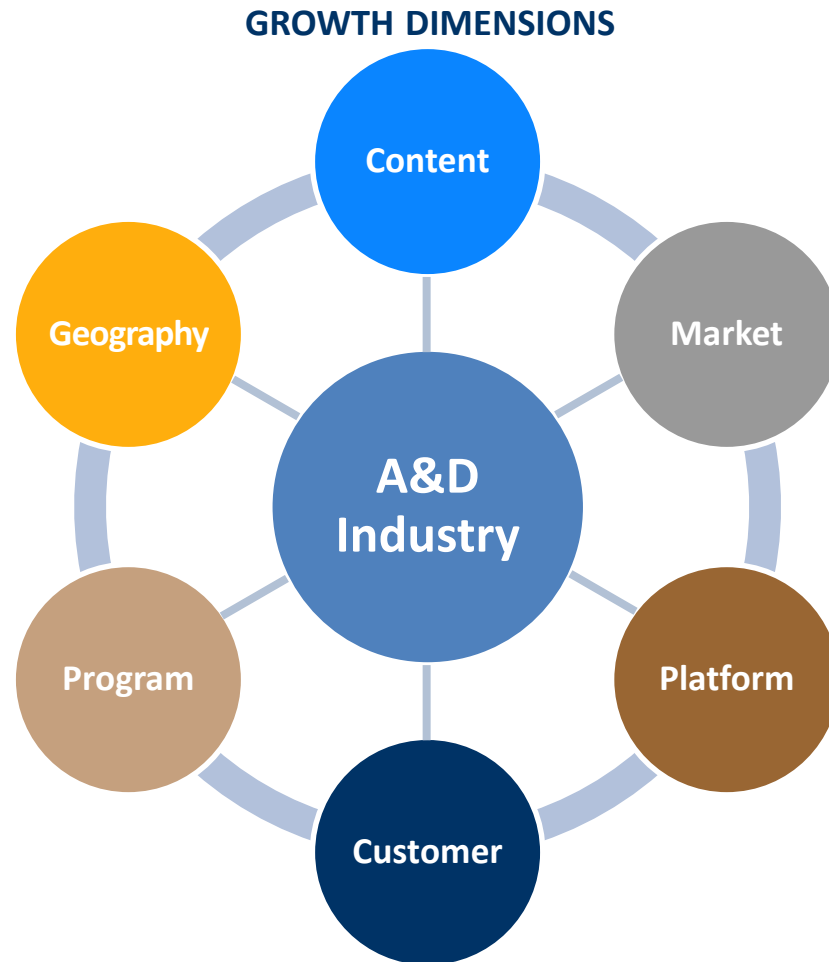 GROWTH DIMENSIONS
Content
Geography
Market
A&D
Industry
Program
Platform
Customer